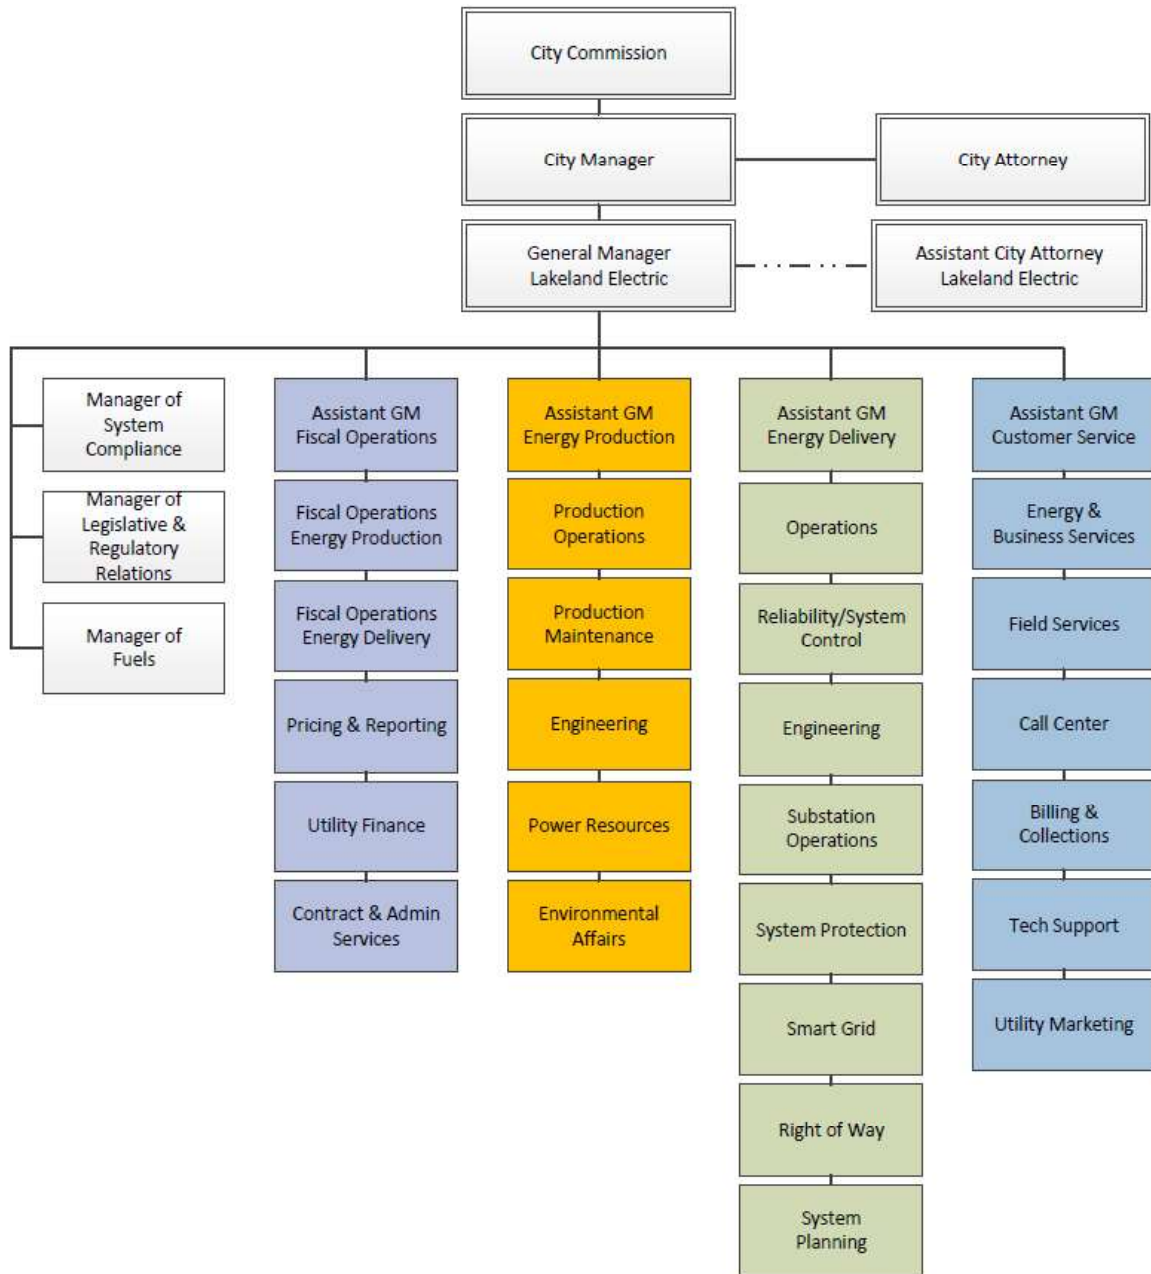 City Commission
City Manager
City Attorney
General Manager
Lakeland Electric
Assistant City Attorney
Lakeland Electric
Manager of
System
Compliance
Manager of
Legislative &
Regulatory
Relations
Manager of
Fuels
Assistant GM
Fiscal Operations
Fiscal Operations
Energy Production
Fiscal Operations
Energy Delivery
Pricing & Reporting
Utility Finance
Contract & Admin
Services
Assistant GM
Energy Production
Production
Operations
Production
Maintenance
Engineering
Power Resources
Environmental
Affairs
Assistant GM
Energy Delivery
Operations
Reliability/System
Control
Engineering
Substation
Operations
System Protection
Smart Grid
Right of Way
System
Planning
Assistant GM
Customer Service
Energy &
Business Services
Field Services
Call Center
Billing &
Collections
Tech Support
Utility Marketing